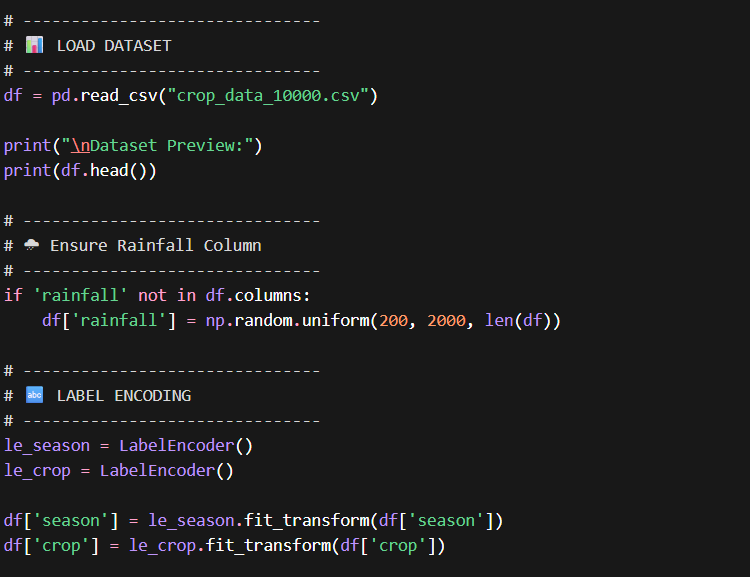 # -------------------------------
# 📊 LOAD DATASET
# -------------------------------
df = pd.read_csv("crop_data_10000.csv")
print("\nDataset Preview:")
print(df.head())
# -------------------------------
# 🌧 Ensure Rainfall Column
# -------------------------------
if 'rainfall' not in df.columns:
    df['rainfall'] = np.random.uniform(200, 2000, len(df))
# -------------------------------
# 🔤 LABEL ENCODING
# -------------------------------
le_season = LabelEncoder()
le_crop = LabelEncoder()
df['season'] = le_season.fit_transform(df['season'])
df['crop'] = le_crop.fit_transform(df['crop'])